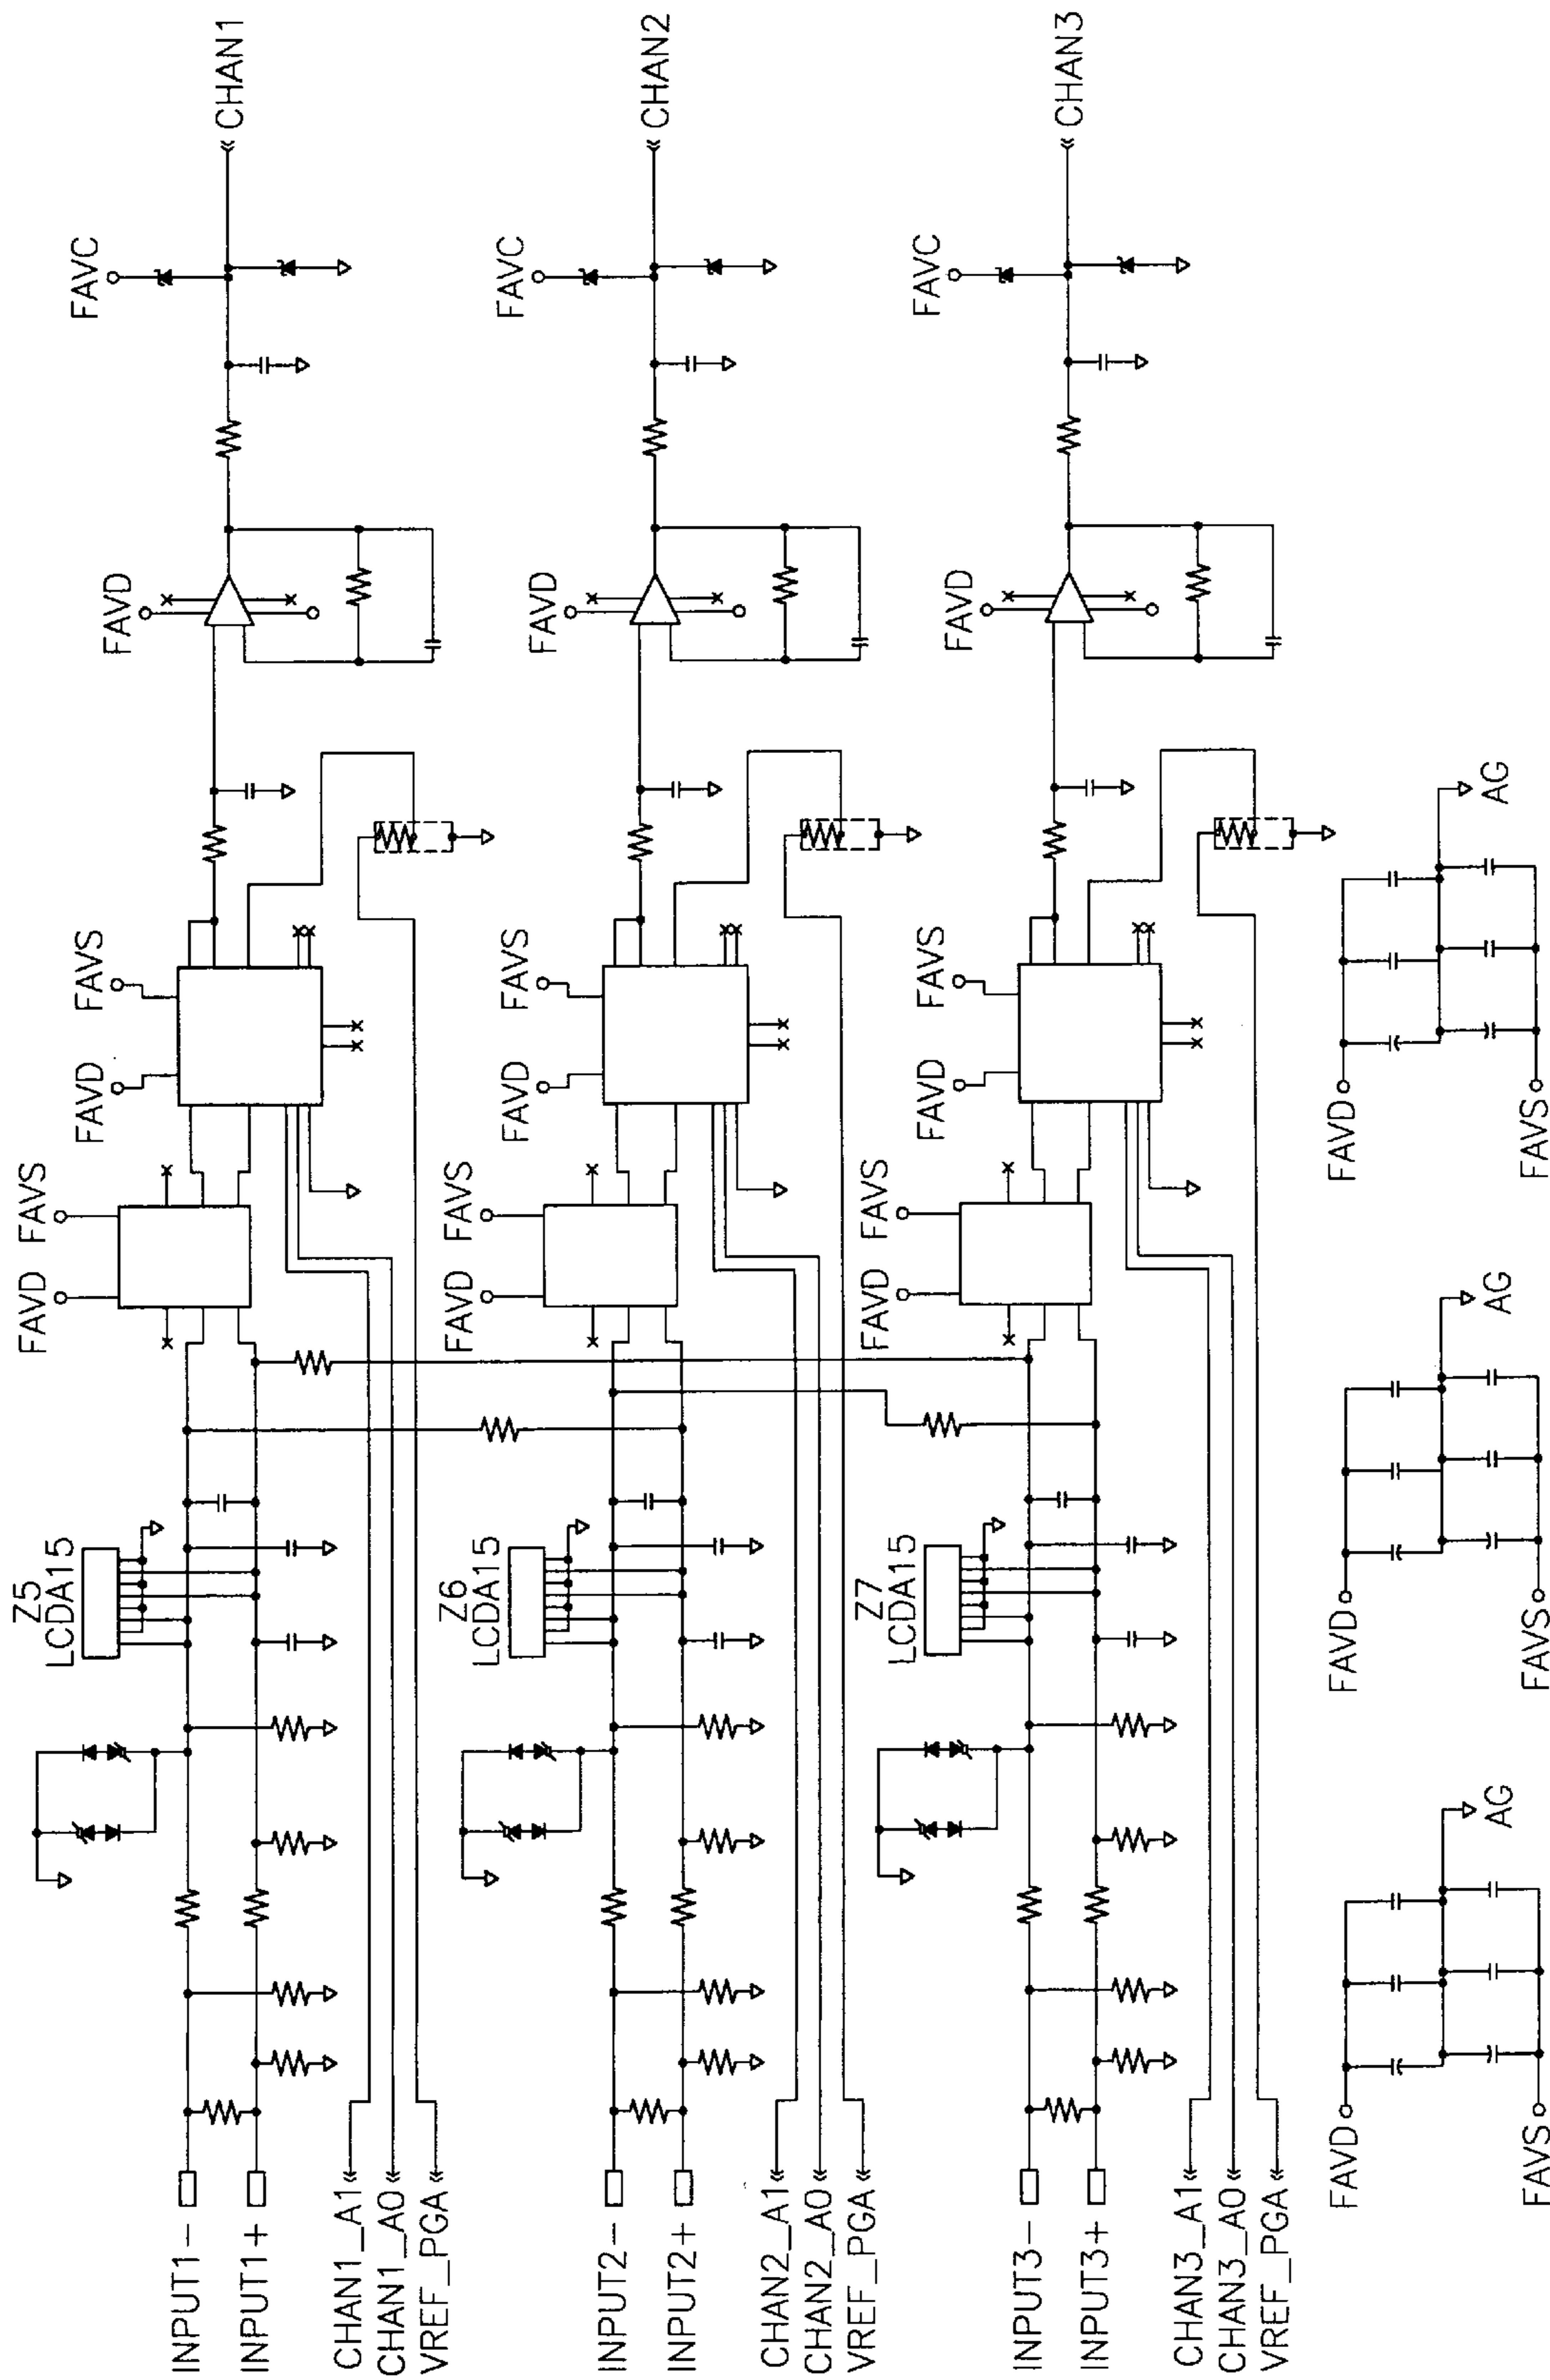 FAVC
CHAN1
FAVD
FAVD
FAVS
FAVD
FAVS
Z5
LCDA15
INPUT1-
INPUT1+
CHAN1_A1
CHAN1_A0
VREF_PGA
FAVC
CHAN2
FAVD
FAVD
FAVS
FAVD
FAVS
Z6
LCDA15
INPUT2-
INPUT2+
CHAN2_A1
CHAN2_A0
VREF_PGA
FAVC
CHAN3
FAVD
FAVD
FAVS
FAVD
FAVS
Z7
LCDA15
INPUT3-
INPUT3+
CHAN3_A1
CHAN3_A0
VREF_PGA
FAVD
AG
FAVS
FAVD
AG
FAVS
FAVD
AG
FAVS